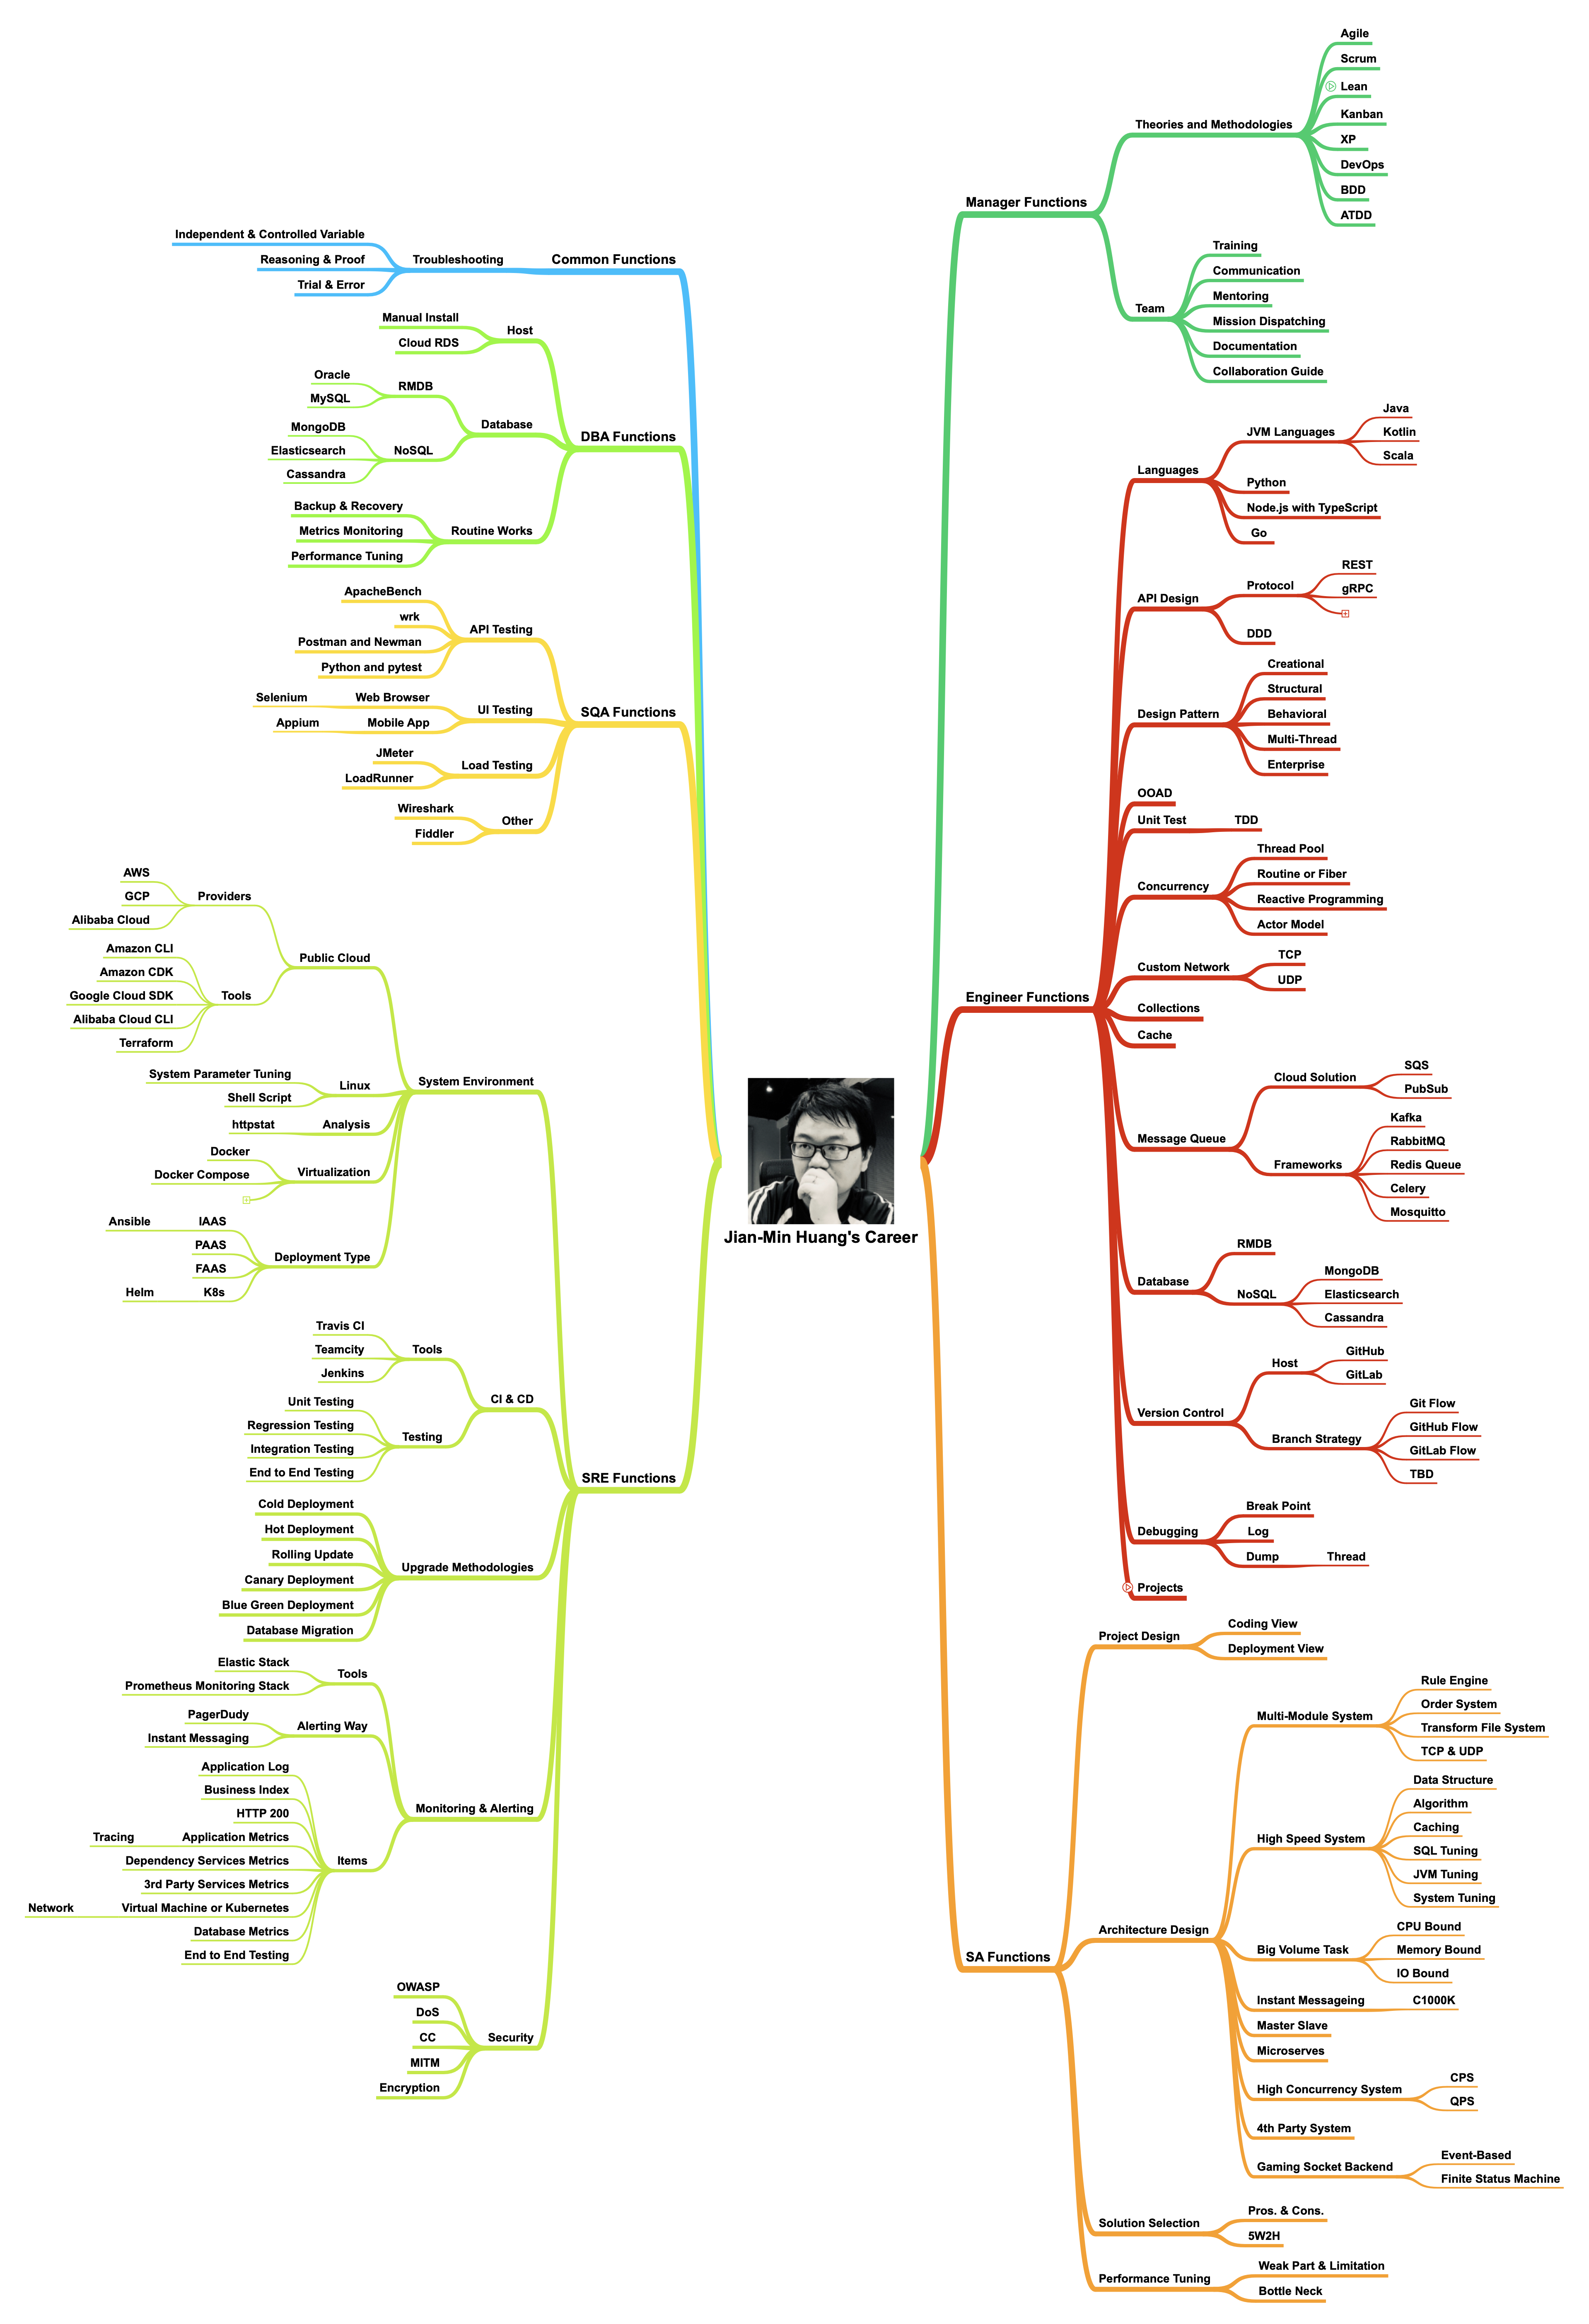 Jian-Min Huang's Career
Manager Functions
Theories and Methodologies
Agile
Scrum
Lean
Kanban
XP
DevOps
BDD
ATDD
Team
Training
Communication
Mentoring
Mission Dispatching
Documentation
Collaboration Guide
Engineer Functions
Languages
JVM Languages
Java
Kotlin
Scala
Python
Node.js with TypeScript
Go
API Design
Protocol
REST
gRPC
DDD
Design Pattern
Creational
Structural
Behavioral
Multi-Thread
Enterprise
OOAD
Unit Test
TDD
Concurrency
Thread Pool
Routine or Fiber
Reactive Programming
Actor Model
Custom Network
TCP
UDP
Collections
Cache
Message Queue
Cloud Solution
SQS
PubSub
Frameworks
Kafka
RabbitMQ
Redis Queue
Celery
Mosquitto
Database
RMDB
NoSQL
MongoDB
Elasticsearch
Cassandra
Version Control
Host
GitHub
GitLab
Branch Strategy
Git Flow
GitHub Flow
GitLab Flow
TBD
Debugging
Break Point
Log
Dump
Thread
Projects
SA Functions
Project Design
Coding View
Deployment View
Architecture Design
Multi-Module System
Rule Engine
Order System
Transform File System
TCP & UDP
High Speed System
Data Structure
Algorithm
Caching
SQL Tuning
JVM Tuning
System Tuning
Big Volume Task
CPU Bound
Memory Bound
IO Bound
Instant Messageing
C1000K
Master Slave
Microserves
High Concurrency System
CPS
QPS
4th Party System
Gaming Socket Backend
Event-Based
Finite Status Machine
Solution Selection
Pros. & Cons.
5W2H
Performance Tuning
Weak Part & Limitation
Bottle Neck
Common Functions
Troubleshooting
Independent & Controlled Variable
Reasoning & Proof
Trial & Error
DBA Functions
Host
Manual Install
Cloud RDS
Database
RMDB
Oracle
MySQL
NoSQL
MongoDB
Elasticsearch
Cassandra
Routine Works
Backup & Recovery
Metrics Monitoring
Performance Tuning
SQA Functions
API Testing
ApacheBench
wrk
Postman and Newman
Python and pytest
UI Testing
Web Browser
Selenium
Mobile App
Appium
Load Testing
JMeter
LoadRunner
Other
Wireshark
Fiddler
SRE Functions
System Environment
Public Cloud
Providers
AWS
GCP
Alibaba Cloud
Tools
Amazon CLI
Amazon CDK
Google Cloud SDK
Alibaba Cloud CLI
Terraform
Linux
System Parameter Tuning
Shell Script
Analysis
httpstat
Virtualization
Docker
Docker Compose
Deployment Type
IAAS
Ansible
PAAS
FAAS
K8s
Helm
CI & CD
Tools
Travis CI
Teamcity
Jenkins
Testing
Unit Testing
Regression Testing
Integration Testing
End to End Testing
Upgrade Methodologies
Cold Deployment
Hot Deployment
Rolling Update
Canary Deployment
Blue Green Deployment
Database Migration
Monitoring & Alerting
Tools
Elastic Stack
Prometheus Monitoring Stack
Alerting Way
PagerDudy
Instant Messaging
Items
Application Log
Business Index
HTTP 200
Application Metrics
Tracing
Dependency Services Metrics
3rd Party Services Metrics
Virtual Machine or Kubernetes
Network
Database Metrics
End to End Testing
Security
OWASP
DoS
CC
MITM
Encryption